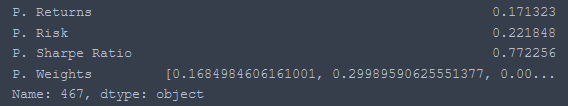 P. Returns 0.171323
P. Risk 0.221848
P. Sharpe Ratio 0.772256
P. Weights [0.1684984606161001, 0.29989590625551377, 0.00...
Name: 467, dtype: object